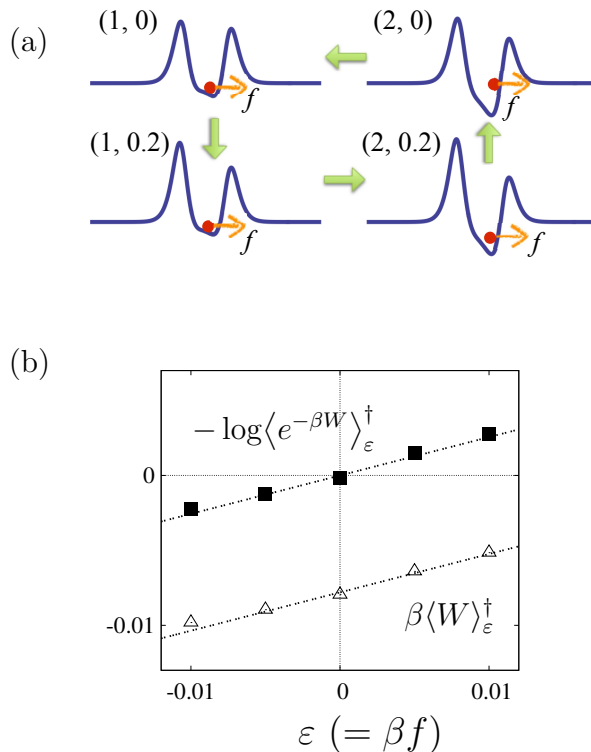 (a)
(1, 0)
(2, 0)
f
f
(1, 0.2)
(2, 0.2)
f
f
(b)
− log⟨e^{−βW}⟩_ε^†
0
β⟨W⟩_ε^†
-0.01
-0.01 0 0.01
ε (= βf)